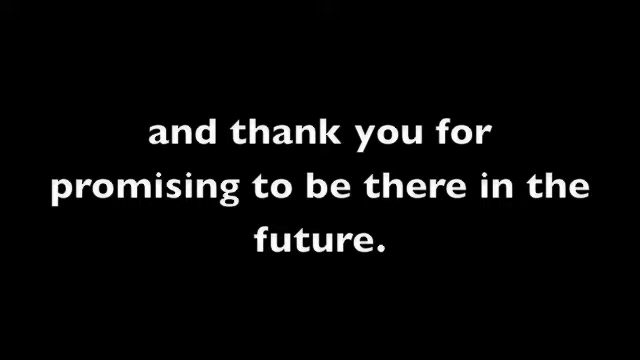 and thank you for
promising to be there in the
future.